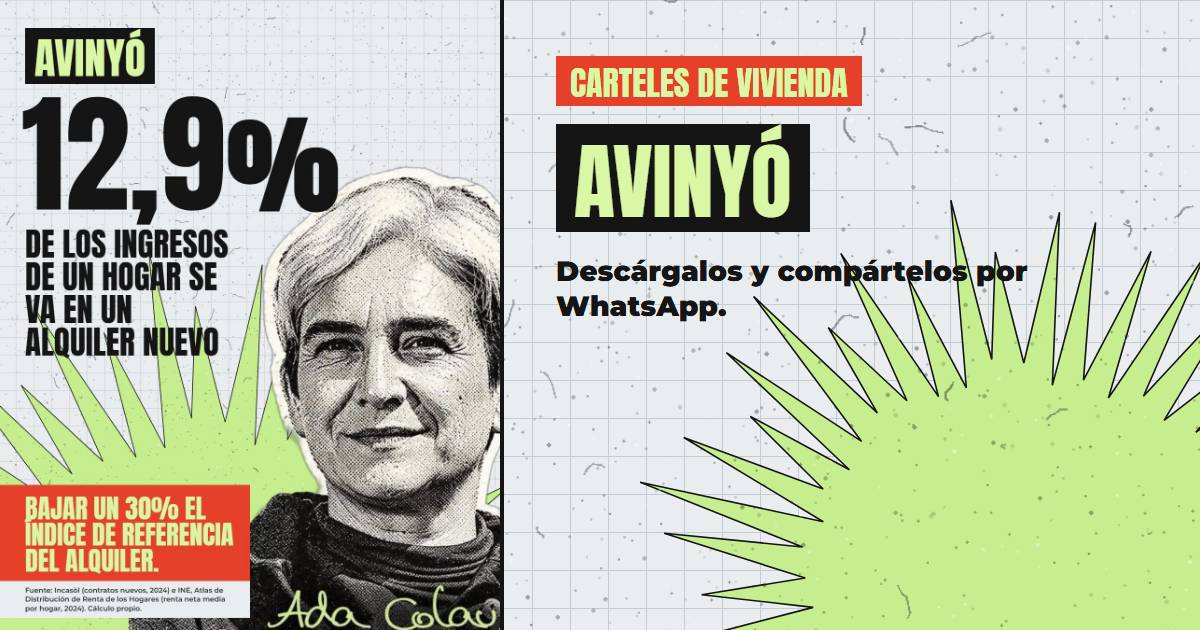 AVINYÓ
12,9%
DE LOS INGRESOS
DE UN HOGAR SE
VA EN UN
ALQUILER NUEVO
BAJAR UN 30% EL
ÍNDICE DE REFERENCIA
DEL ALQUILER.
Fuente: Incasòl (contratos nuevos, 2024) e INE, Atlas de
Distribución de Renta de los Hogares (renta neta media
por hogar, 2024). Cálculo propio.
Ada Colau
CARTELES DE VIVIENDA
AVINYÓ
Descárgalos y compártelos por
WhatsApp.